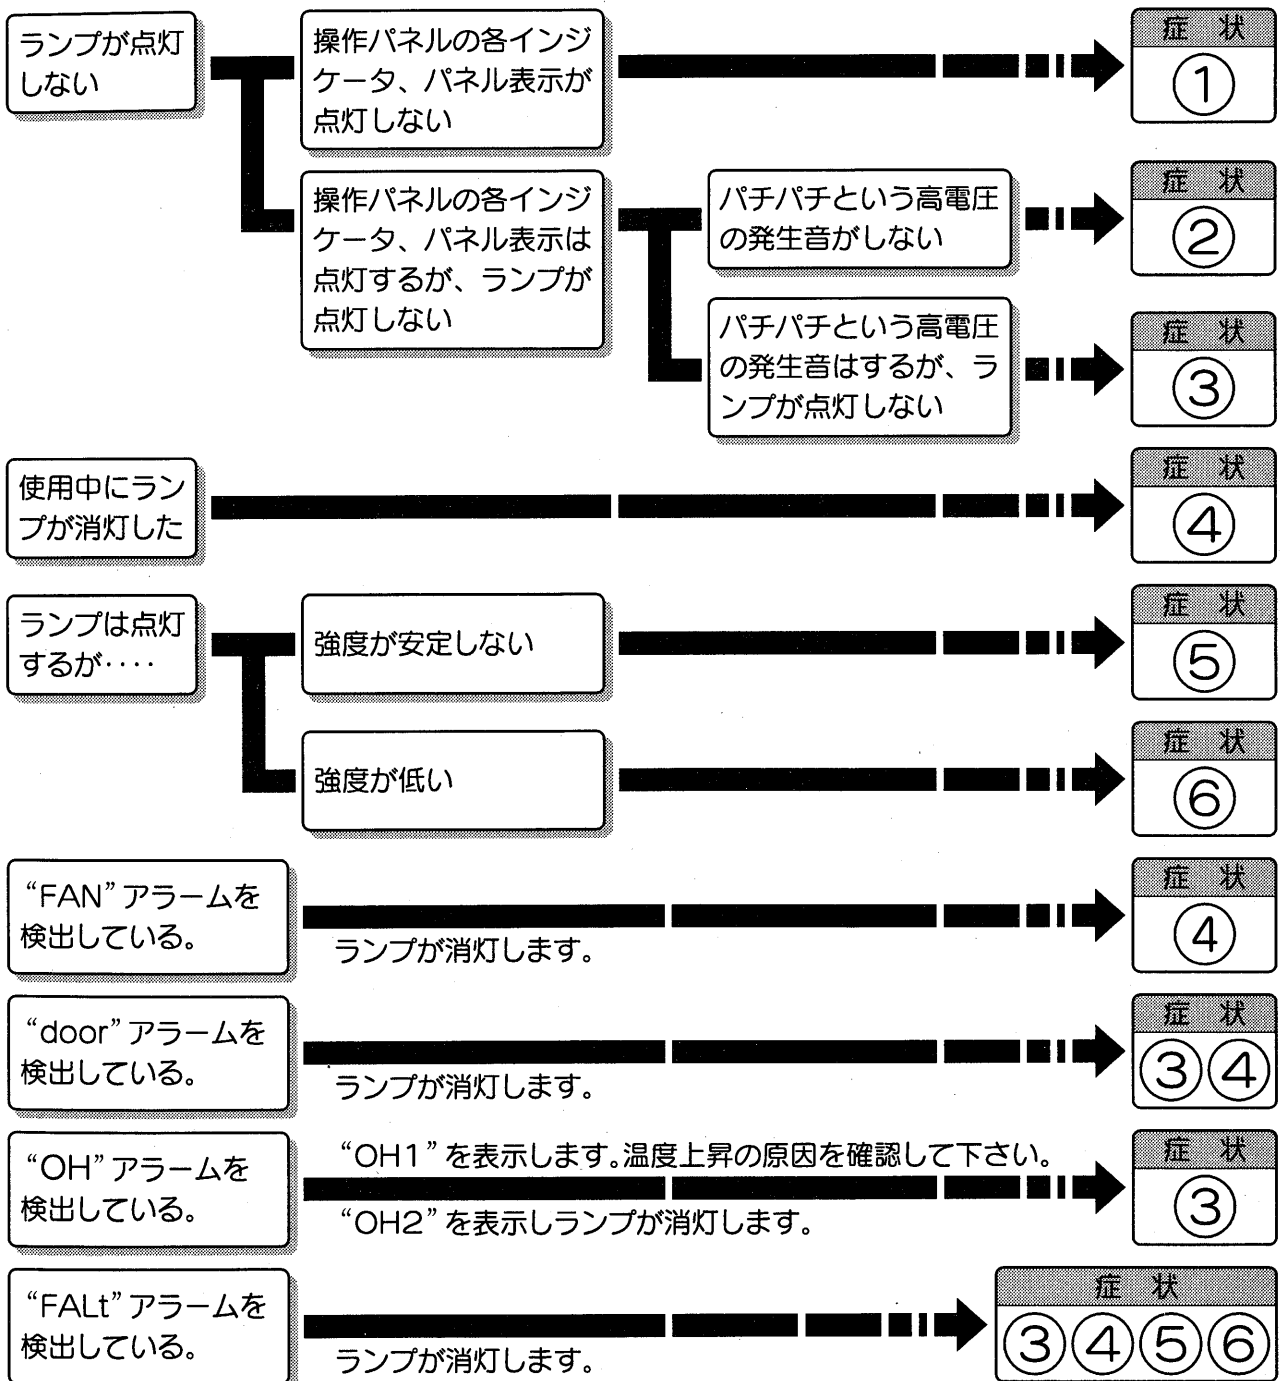 ランプが点灯
しない
操作パネルの各インジ
ケータ、パネル表示が
点灯しない
症 状
①
操作パネルの各インジ
ケータ、パネル表示は
点灯するが、ランプが
点灯しない
パチパチという高電圧
の発生音がしない
症 状
②
パチパチという高電圧
の発生音はするが、ラ
ンプが点灯しない
症 状
③
使用中にラン
プが消灯した
症 状
④
ランプは点灯
するが‥‥
強度が安定しない
症 状
⑤
強度が低い
症 状
⑥
“FAN”アラームを
検出している。
ランプが消灯します。
症 状
④
“door”アラームを
検出している。
ランプが消灯します。
症 状
③④
“OH”アラームを
検出している。
“OH1”を表示します。温度上昇の原因を確認して下さい。
“OH2”を表示しランプが消灯します。
症 状
③
“FALt”アラームを
検出している。
ランプが消灯します。
症 状
③④⑤⑥